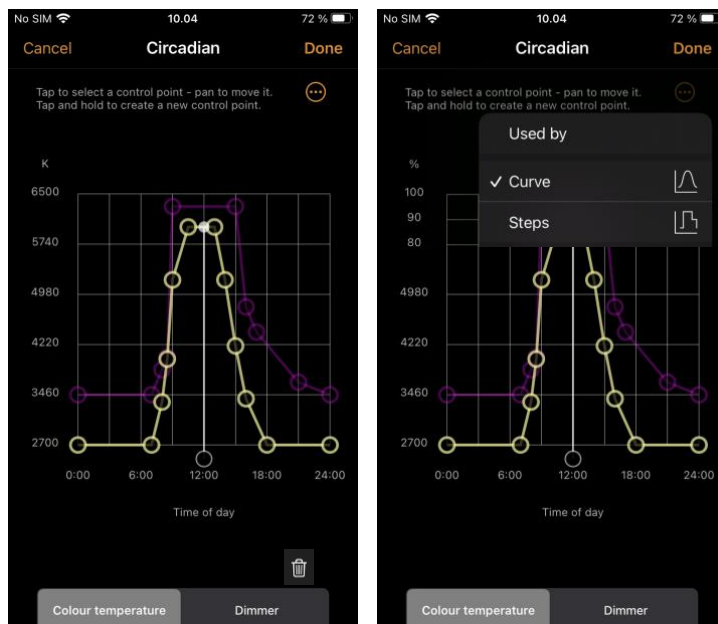 No SIM 10.04 72 %
Cancel Circadian Done
Tap to select a control point - pan to move it.
Tap and hold to create a new control point.
K
6500
5740
4980
4220
3460
2700
0:00 6:00 12:00 18:00 24:00
Time of day
Colour temperature Dimmer
No SIM 10.04 72 %
Cancel Circadian Done
Tap to select a control point - pan to move it.
Tap and hold to create a new control point.
Used by
%
✓ Curve
100
Steps
90
80
4980
4220
3460
2700
0:00 6:00 12:00 18:00 24:00
Time of day
Colour temperature Dimmer